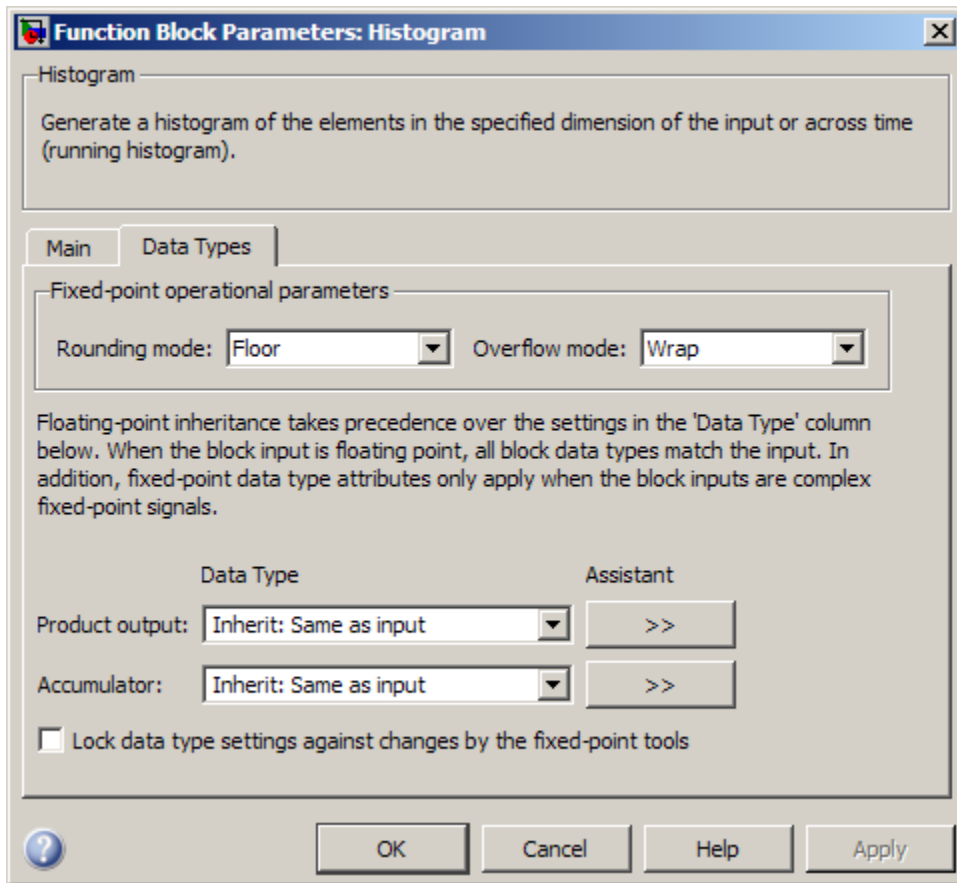 Function Block Parameters: Histogram
Histogram
Generate a histogram of the elements in the specified dimension of the input or across time
(running histogram).
Main Data Types
Fixed-point operational parameters
Rounding mode: Floor Overflow mode: Wrap
Floating-point inheritance takes precedence over the settings in the 'Data Type' column
below. When the block input is floating point, all block data types match the input. In
addition, fixed-point data type attributes only apply when the block inputs are complex
fixed-point signals.
Data Type Assistant
Product output: Inherit: Same as input >>
Accumulator: Inherit: Same as input >>
Lock data type settings against changes by the fixed-point tools
? OK Cancel Help Apply